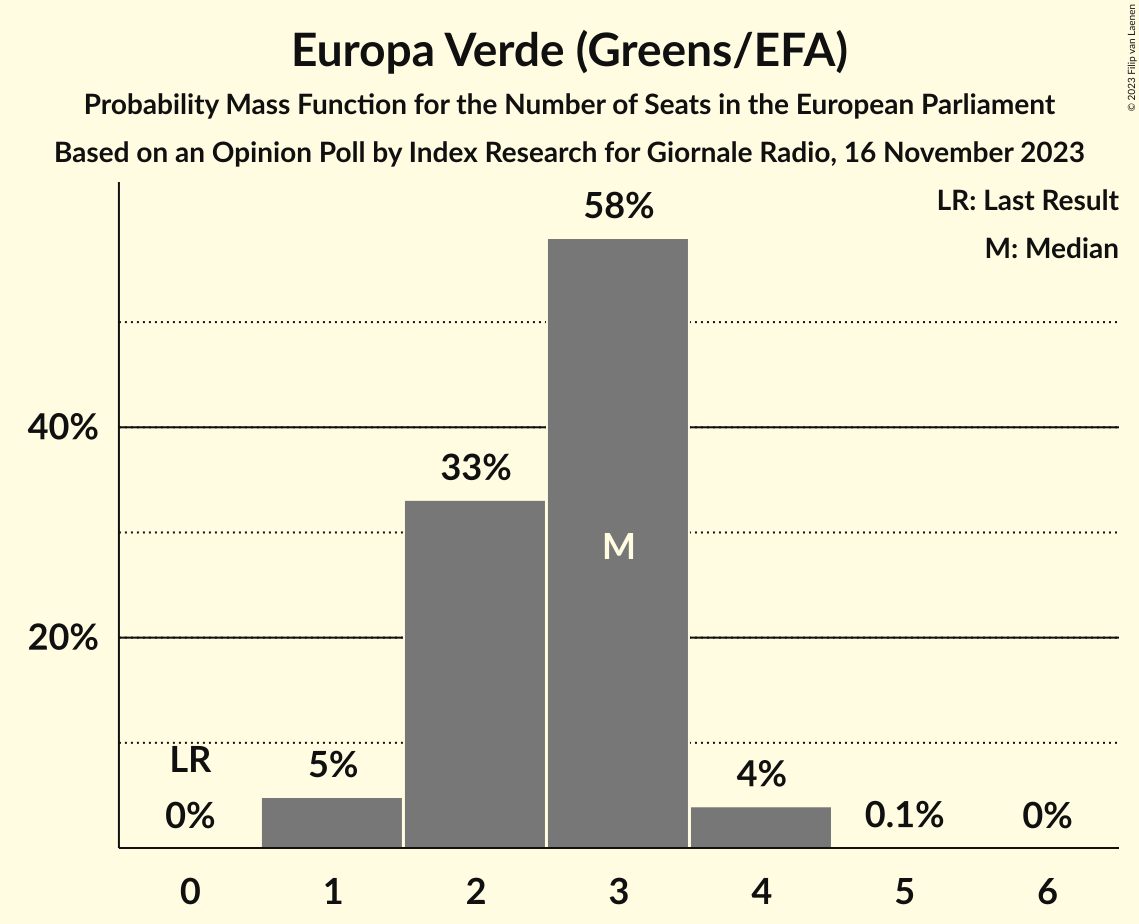 Europa Verde (Greens/EFA)
Probability Mass Function for the Number of Seats in the European Parliament
Based on an Opinion Poll by Index Research for Giornale Radio, 16 November 2023
© 2023 Filip van Laenen
LR: Last Result
M: Median
58%
40%
33%
M
20%
LR
5%
4%
0%
0.1%
0%
0 1 2 3 4 5 6